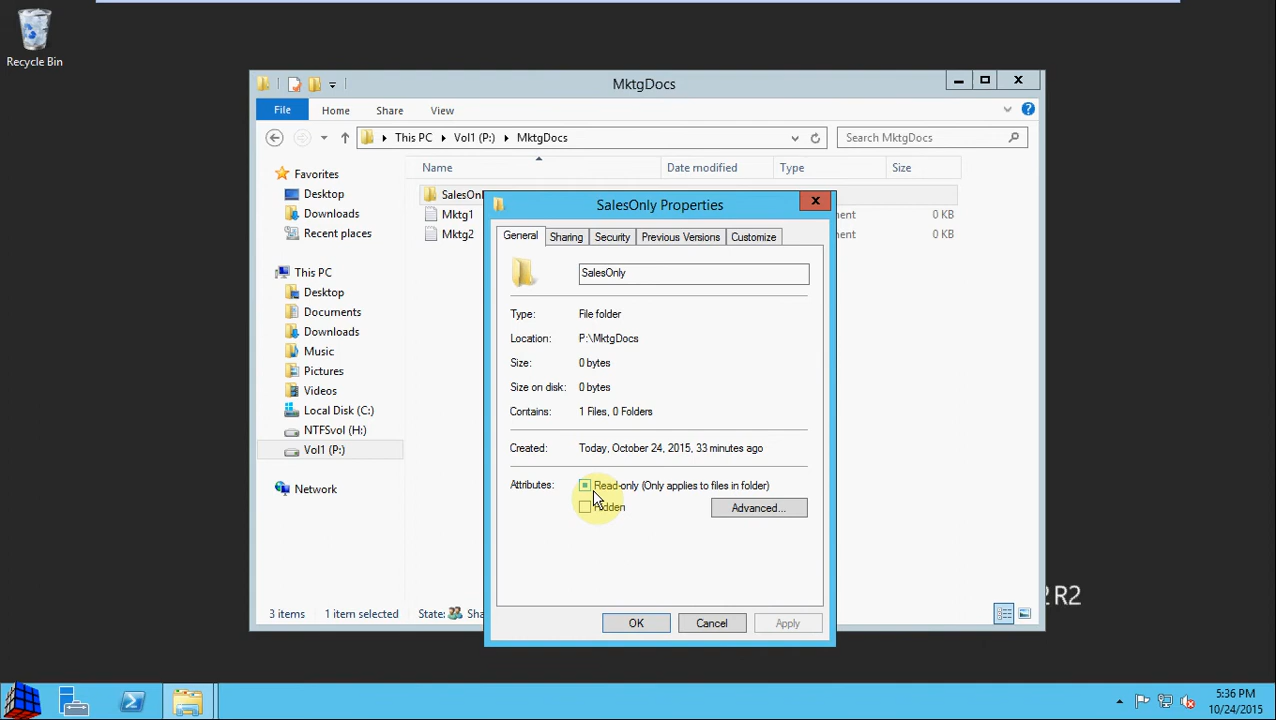 Recycle Bin
MktgDocs
File
Home
Share
View
This PC
Vol1 (P:)
MktgDocs
Search MktgDocs
Favorites
Desktop
Downloads
Recent places
This PC
Desktop
Documents
Downloads
Music
Pictures
Videos
Local Disk (C:)
NTFSvol (H:)
Vol1 (P:)
Network
Name
Date modified
Type
Size
SalesOnl
Mktg1
ment
0 KB
Mktg2
ment
0 KB
SalesOnly Properties
General
Sharing
Security
Previous Versions
Customize
SalesOnly
Type:
File folder
Location:
P:\MktgDocs
Size:
0 bytes
Size on disk:
0 bytes
Contains:
1 Files, 0 Folders
Created:
Today, October 24, 2015, 33 minutes ago
Attributes:
Read-only (Only applies to files in folder)
Hidden
Advanced...
OK
Cancel
Apply
3 items
1 item selected
State:
Sha
2 R2
5:36 PM
10/24/2015